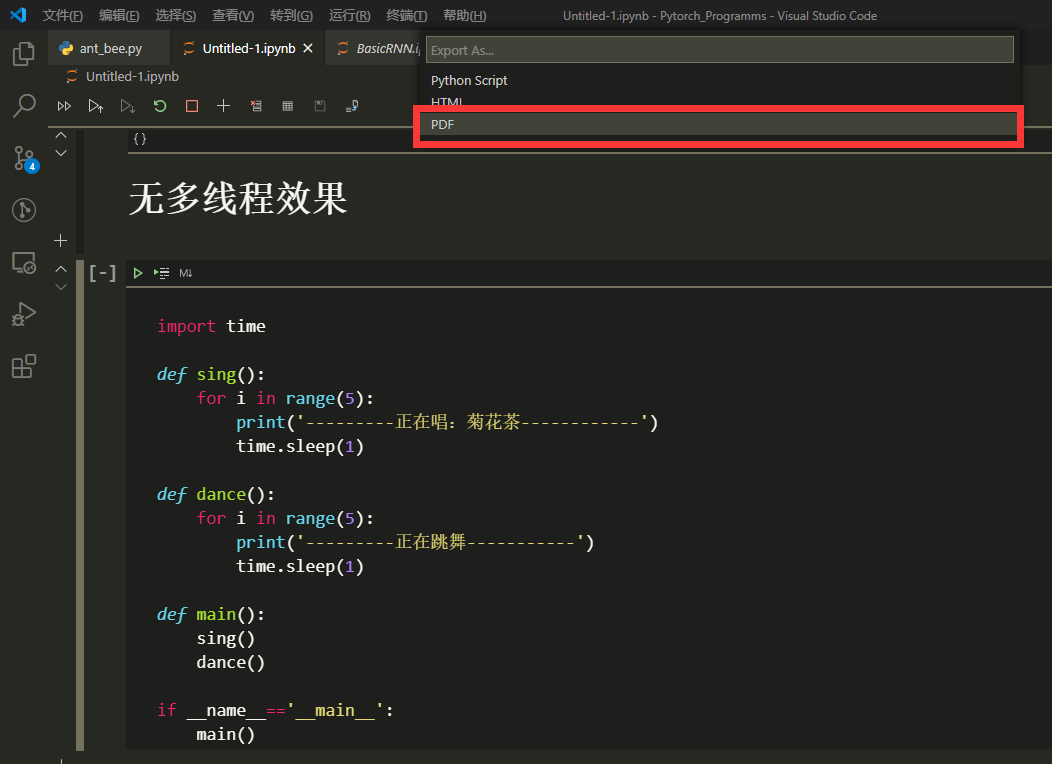 文件(F) 编辑(E) 选择(S) 查看(V) 转到(G) 运行(R) 终端(T) 帮助(H) Untitled-1.ipynb - Pytorch_Programms - Visual Studio Code
ant_bee.py Untitled-1.ipynb BasicRNN.i
Export As...
Untitled-1.ipynb
Python Script
HTML
PDF
4
{}
无多线程效果
[-] M↓
import time
def sing():
for i in range(5):
print('---------正在唱：菊花茶------------')
time.sleep(1)
def dance():
for i in range(5):
print('---------正在跳舞-----------')
time.sleep(1)
def main():
sing()
dance()
if __name__=='__main__':
main()